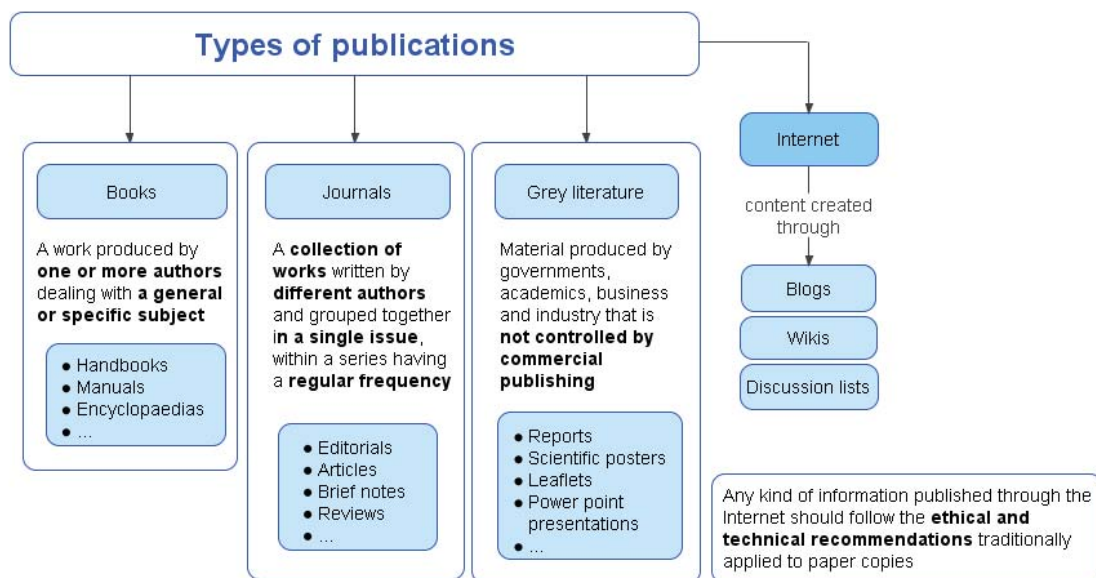 Types of publications
Books
A work produced by
one or more authors
dealing with a general
or specific subject
● Handbooks
● Manuals
● Encyclopaedias
● ...
Journals
A collection of
works written by
different authors
and grouped together
in a single issue,
within a series having
a regular frequency
● Editorials
● Articles
● Brief notes
● Reviews
● ...
Grey literature
Material produced by
governments,
academics, business
and industry that is
not controlled by
commercial
publishing
● Reports
● Scientific posters
● Leaflets
● Power point
presentations
● ...
Internet
content created
through
Blogs
Wikis
Discussion lists
Any kind of information published through the
Internet should follow the ethical and
technical recommendations traditionally
applied to paper copies